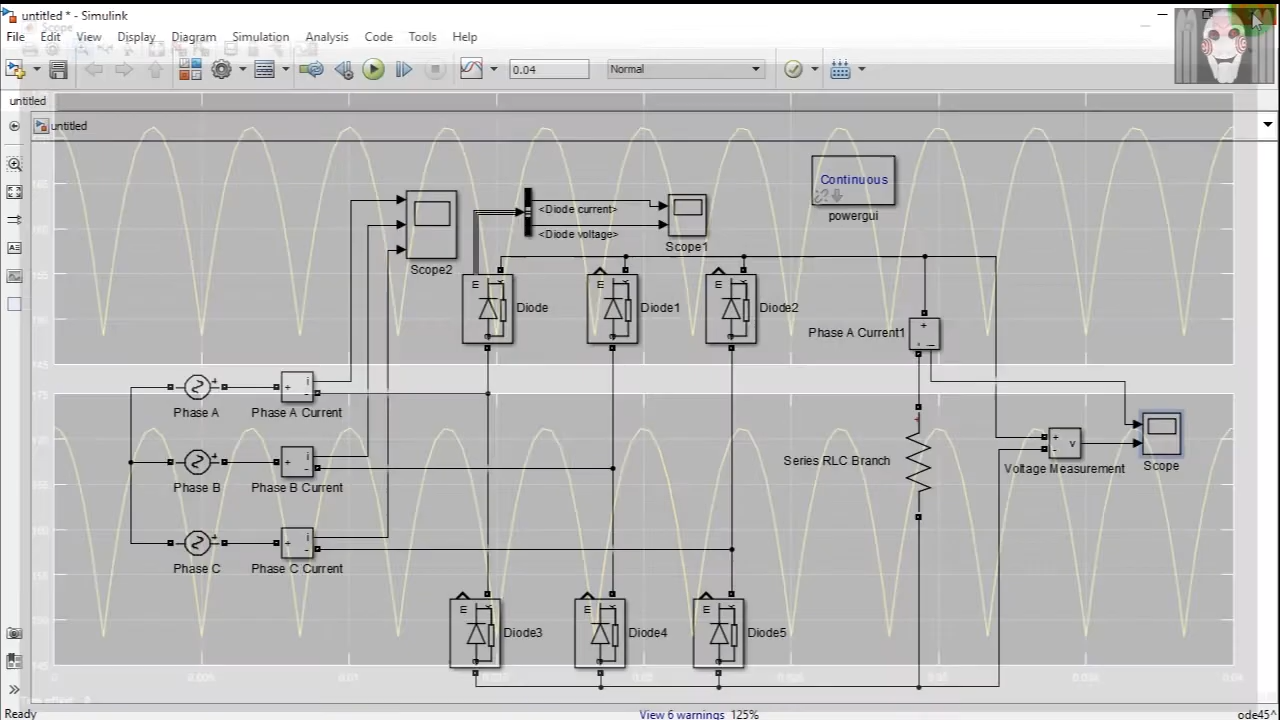 untitled * - Simulink
Scope
File Edit View Display Diagram Simulation Analysis Code Tools Help
0.04 Normal
untitled
untitled
Continuous
powergui
<Diode current>
<Diode voltage>
Scope1
Scope2
Diode
Diode1
Diode2
Phase A Current1
Phase A
Phase A Current
Series RLC Branch
Voltage Measurement
Scope
Phase B
Phase B Current
Phase C
Phase C Current
Diode3
Diode4
Diode5
Ready
View 6 warnings 125%
ode45